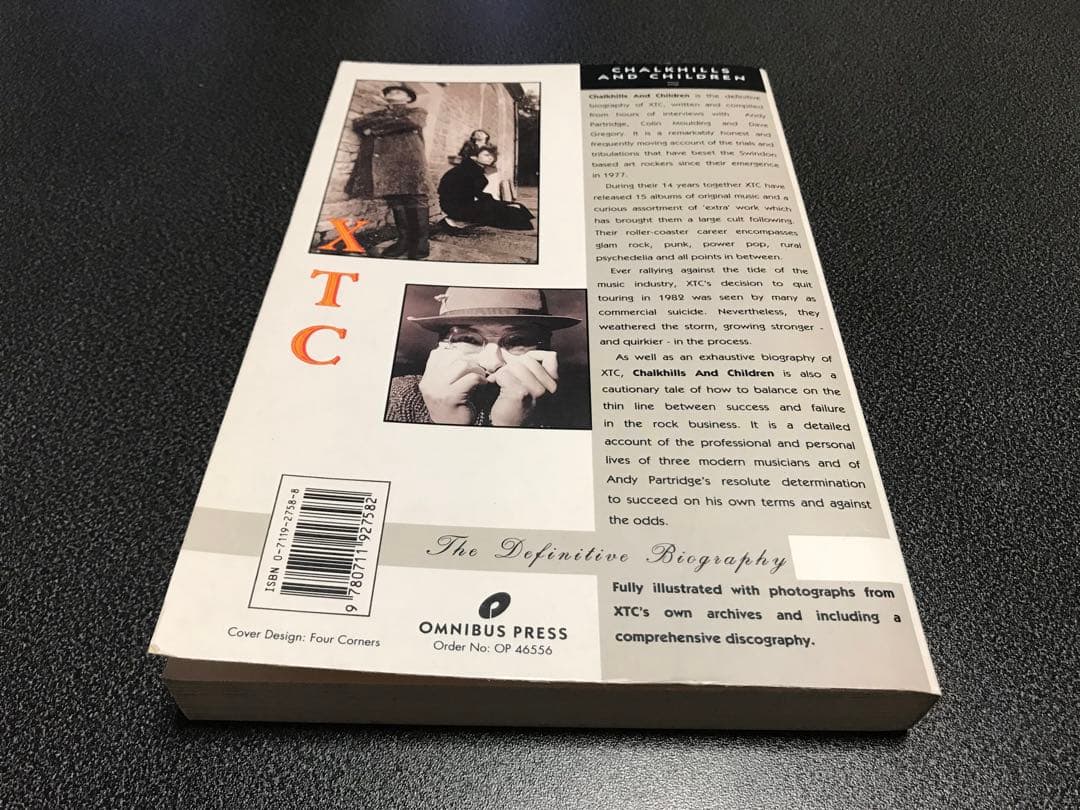 CHALKHILLS
AND CHILDREN
Chalkhills And Children is the definitive
biography of XTC, written and compiled
from hours of interviews with Andy
Partridge, Colin Moulding and Dave
Gregory. It is a remarkably honest and
frequently moving account of the trials and
tribulations that have beset the Swindon
based art rockers since their emergence
in 1977.
During their 14 years together XTC have
released 15 albums of original music and a
curious assortment of 'extra' work which
has brought them a large cult following.
Their roller-coaster career encompasses
glam rock, punk, power pop, rural
psychedelia and all points in between.
Ever rallying against the tide of the
music industry, XTC's decision to quit
touring in 1982 was seen by many as
commercial suicide. Nevertheless, they
weathered the storm, growing stronger -
and quirkier - in the process.
As well as an exhaustive biography of
XTC, Chalkhills And Children is also a
cautionary tale of how to balance on the
thin line between success and failure
in the rock business. It is a detailed
account of the professional and personal
lives of three modern musicians and of
Andy Partridge's resolute determination
to succeed on his own terms and against
the odds.
X
T
C
The Definitive Biography
Fully illustrated with photographs from
XTC's own archives and including a
comprehensive discography.
ISBN 0-7119-2758-8
9 780711 927582
Cover Design: Four Corners
OMNIBUS PRESS
Order No: OP 46556